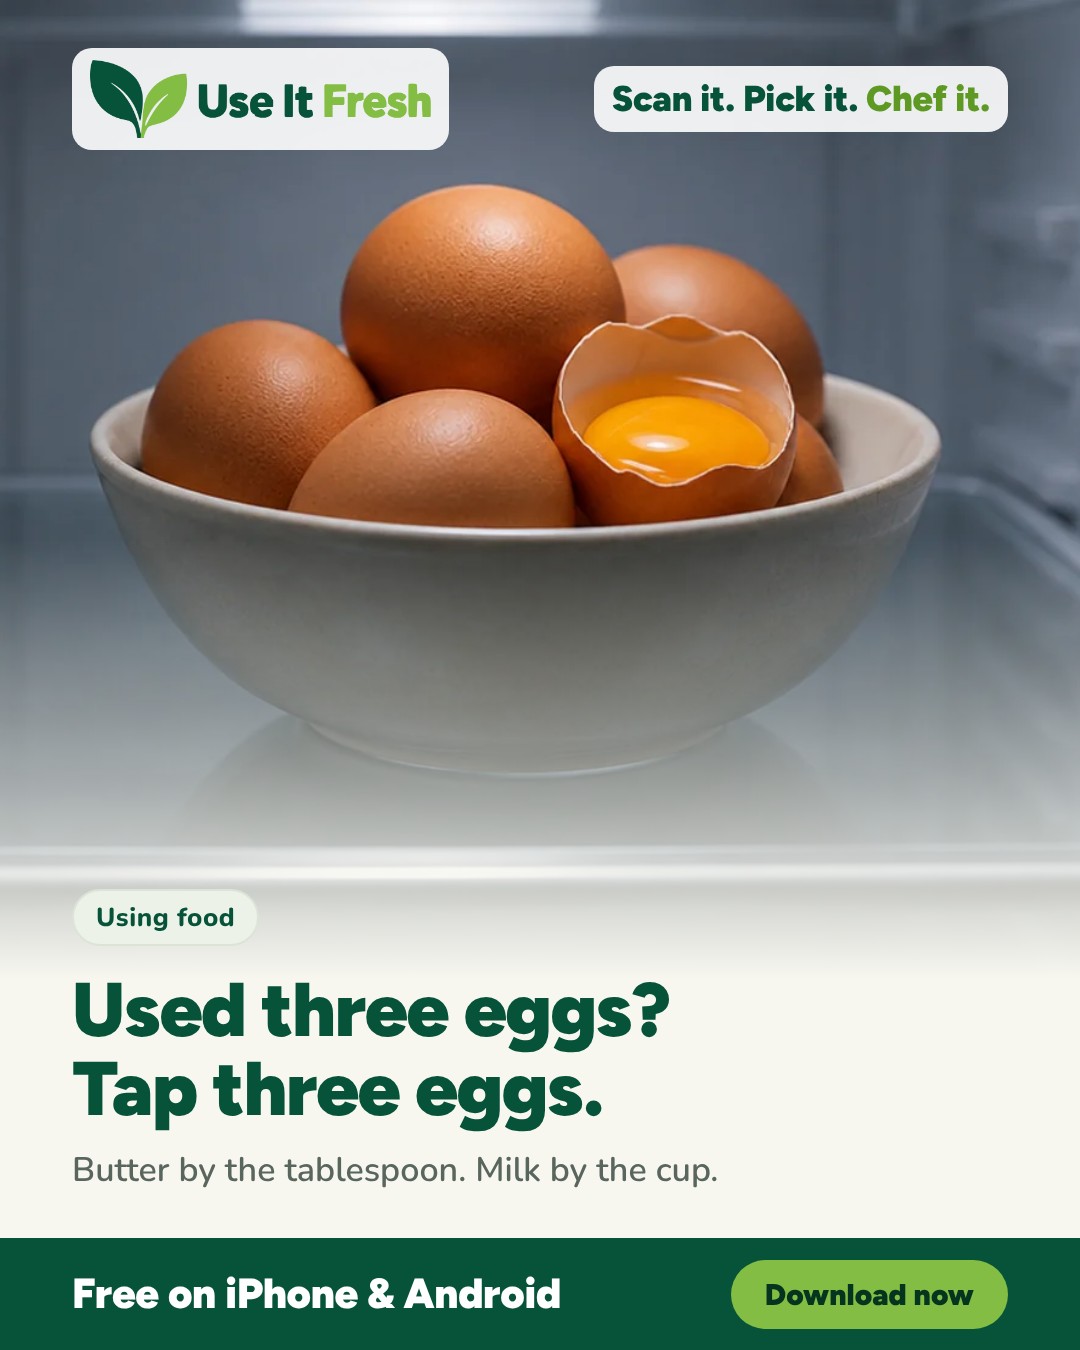 Use It Fresh
Scan it. Pick it. Chef it.
Using food
Used three eggs?
Tap three eggs.
Butter by the tablespoon. Milk by the cup.
Free on iPhone & Android
Download now